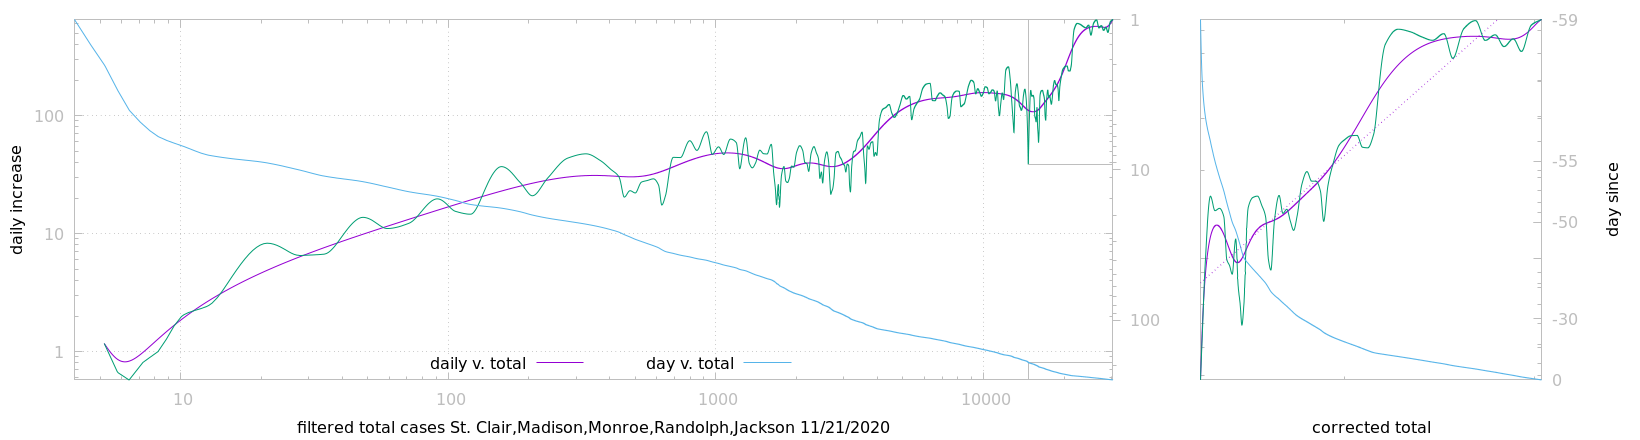 daily increase
100
10
1
10
100
1000
10000
1
10
100
daily v. total
day v. total
filtered total cases St. Clair,Madison,Monroe,Randolph,Jackson 11/21/2020
-59
-55
-50
-30
0
day since
corrected total